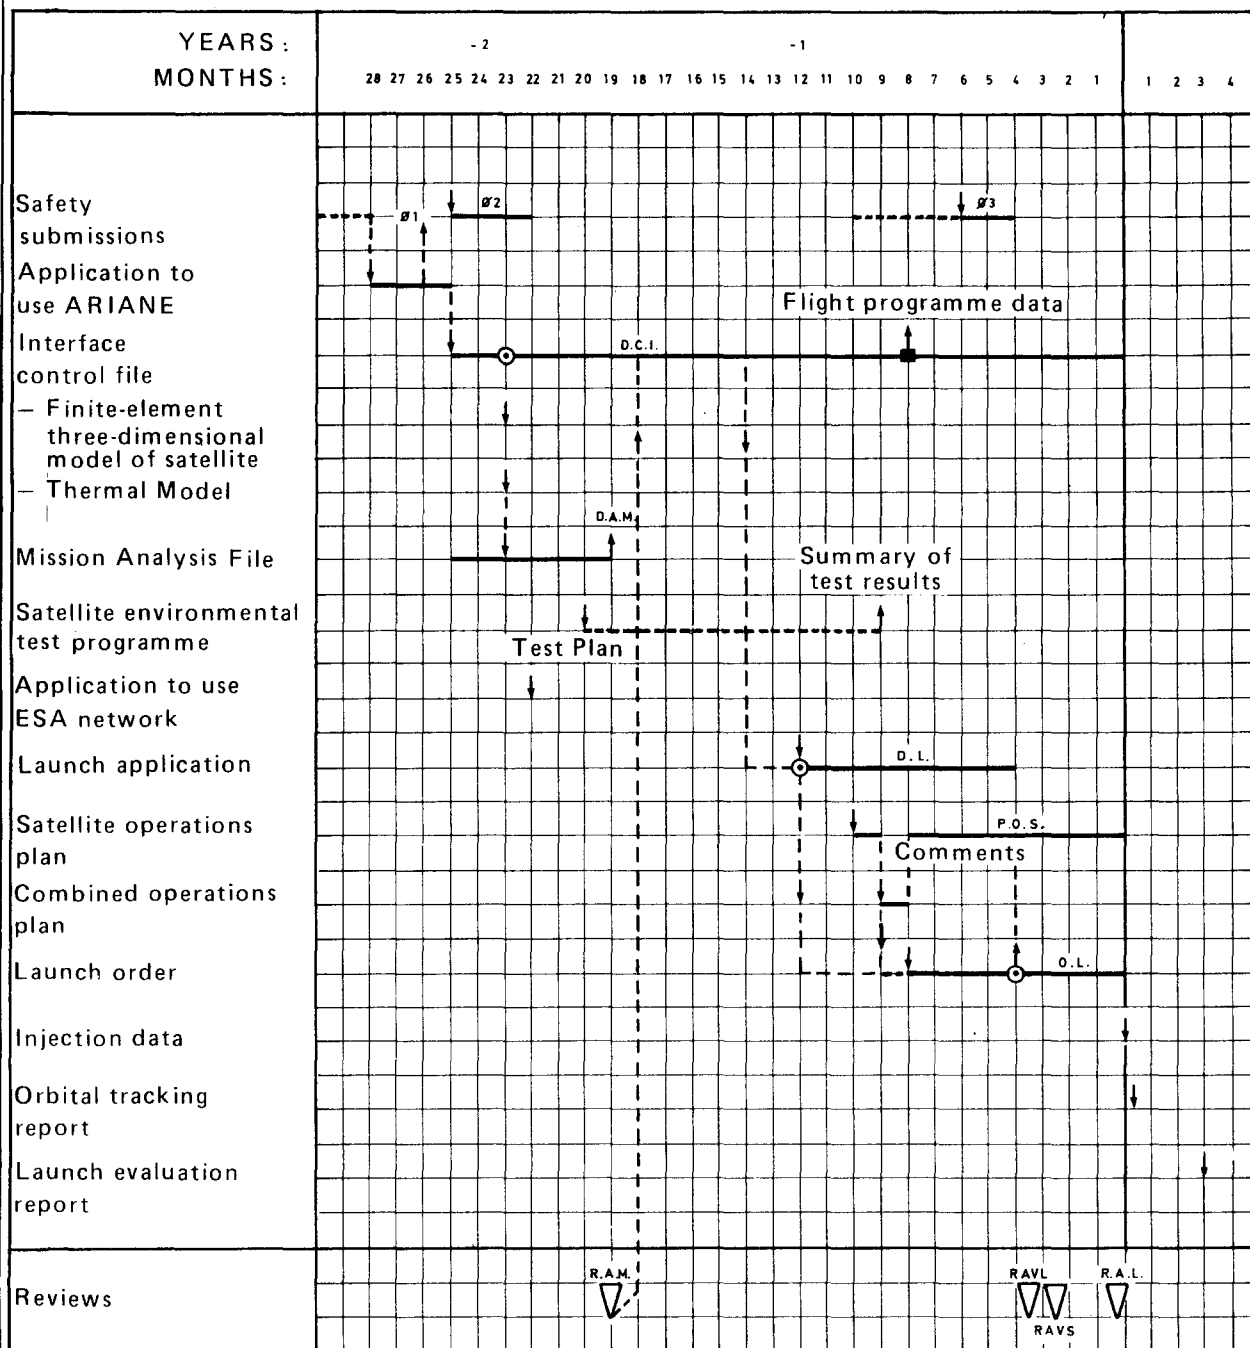 YEARS: -2 -1
MONTHS: 28 27 26 25 24 23 22 21 20 19 18 17 16 15 14 13 12 11 10 9 8 7 6 5 4 3 2 1 1 2 3 4
Safety
submissions
Ø1
Ø2
Ø3
Application to
use ARIANE
Flight programme data
Interface
control file
D.C.I.
– Finite-element
three-dimensional
model of satellite
– Thermal Model
D.A.M.
Mission Analysis File
Summary of
test results
Satellite environmental
test programme
Test Plan
Application to use
ESA network
Launch application
D.L.
Satellite operations
plan
P.O.S.
Comments
Combined operations
plan
Launch order
O.L.
Injection data
Orbital tracking
report
Launch evaluation
report
Reviews
R.A.M.
RAVL
R.A.L.
RAVS